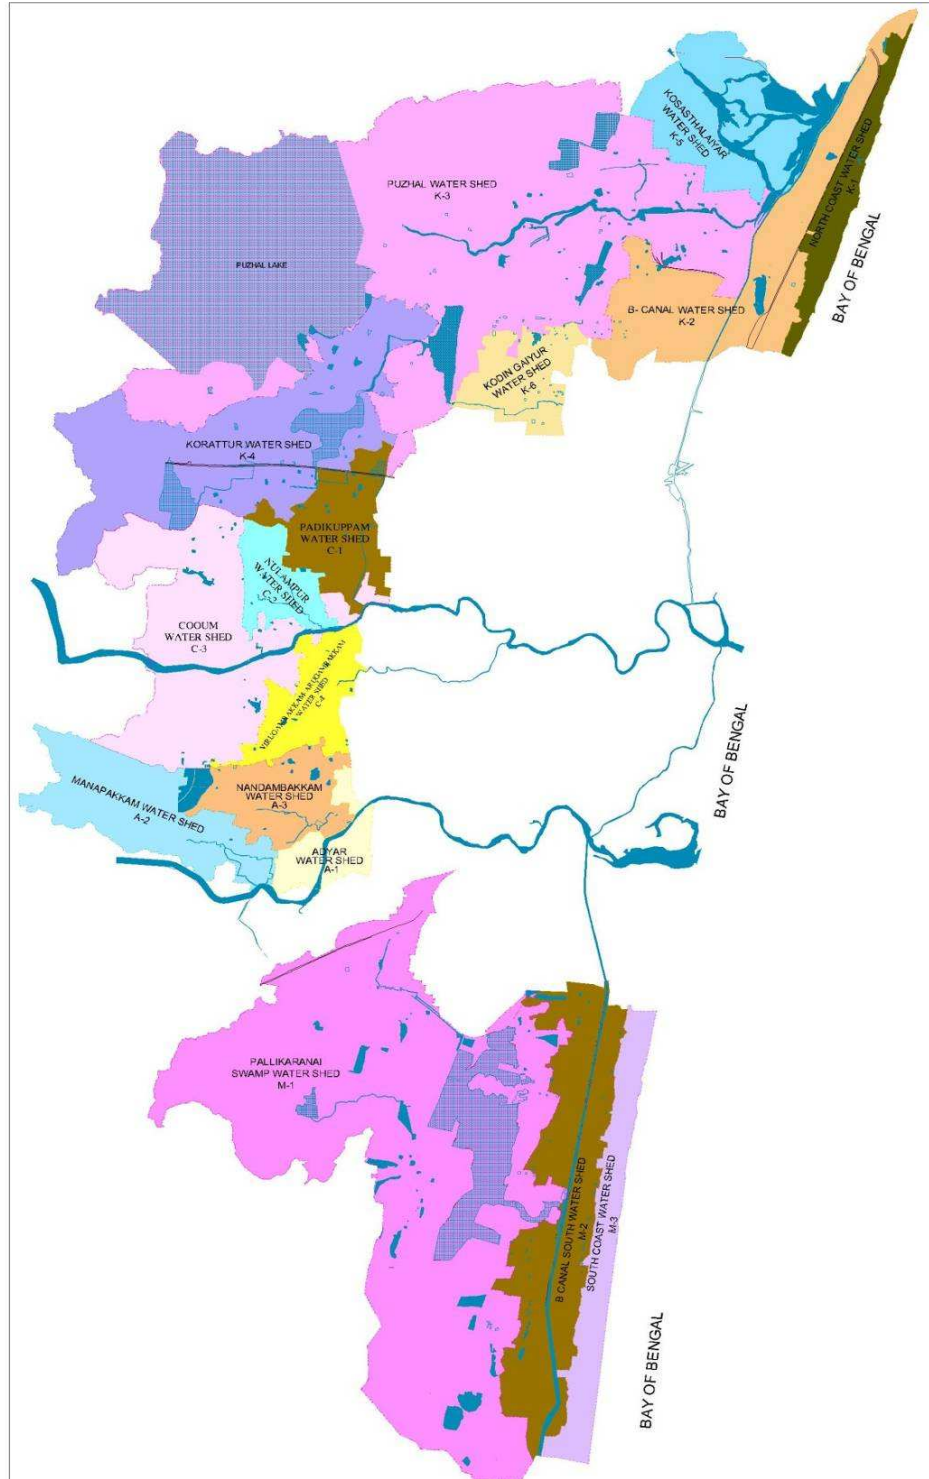 KOSASTHALAIYAR
WATER SHED
K-5
PUZHAL WATER SHED
K-3
NORTH COAST WATER SHED
K-1
BAY OF BENGAL
PUZHAL LAKE
B- CANAL WATER SHED
K-2
KODIN GAIYUR
WATER SHED
K-6
KORATTUR WATER SHED
K-4
PADIKUPPAM
WATER SHED
C-1
NULAMPUR
WATER SHED
C-2
COOUM
WATER SHED
C-3
VIRUGAMBAKKAM ARUGAMBAKKAM
WATER SHED
C-4
BAY OF BENGAL
MANAPAKKAM WATER SHED
A-2
NANDAMBAKKAM
WATER SHED
A-3
ADYAR
WATER SHED
A-1
PALLIKARANAI
SWAMP WATER SHED
M-1
B CANAL SOUTH WATER SHED
M-2
SOUTH COAST WATER SHED
M-3
BAY OF BENGAL